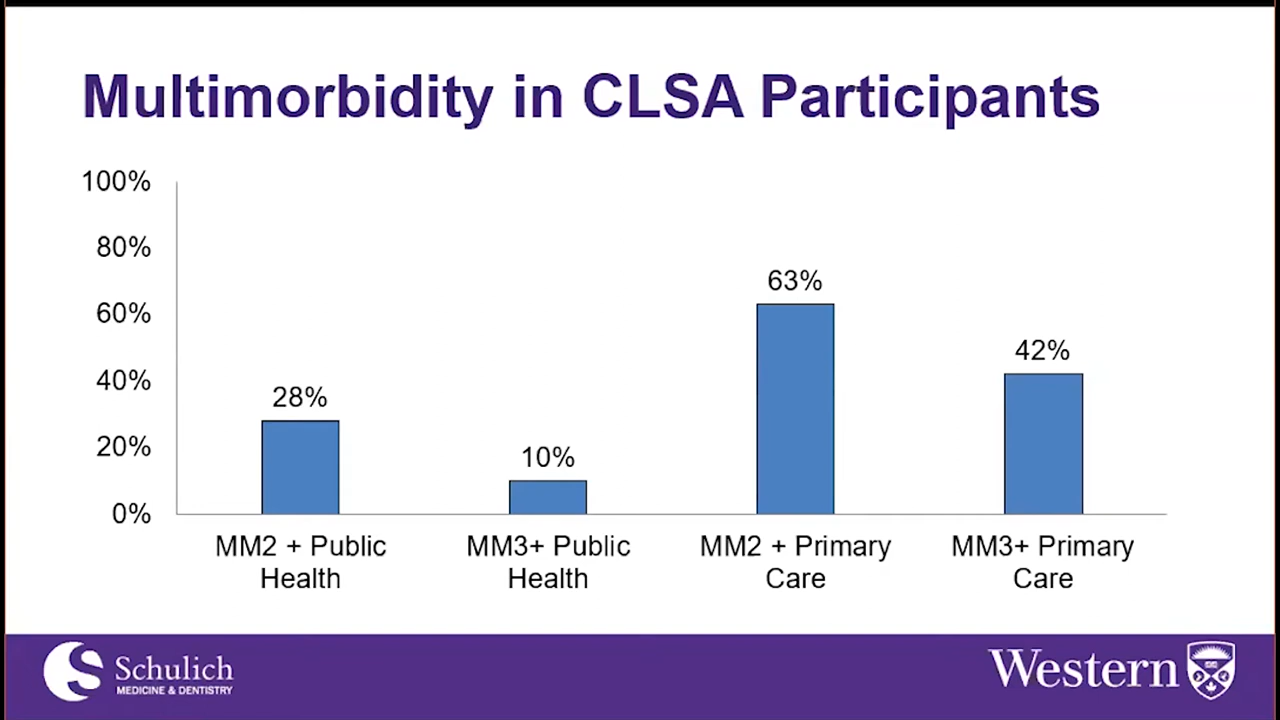 Multimorbidity in CLSA Participants
100%
80%
60%
40%
20%
0%
28%
10%
63%
42%
MM2 + Public
Health
MM3+ Public
Health
MM2 + Primary
Care
MM3+ Primary
Care
Schulich
MEDICINE & DENTISTRY
Western